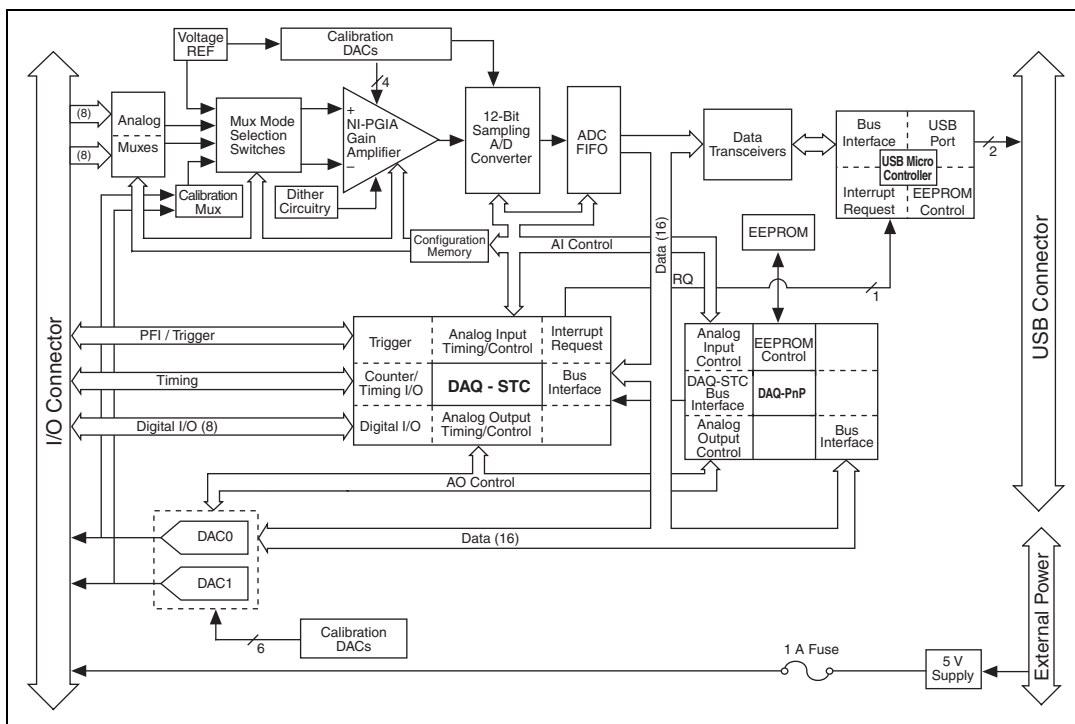 Voltage
REF
Calibration
DACs
4
(8)
(8)
Analog
Muxes
Mux Mode
Selection
Switches
+
NI-PGIA
Gain
Amplifier
–
12-Bit
Sampling
A/D
Converter
ADC
FIFO
Data
Transceivers
Bus
Interface
USB
Port
USB Micro
Controller
Interrupt
Request
EEPROM
Control
2
Calibration
Mux
Dither
Circuitry
Configuration
Memory
AI Control
Data (16)
EEPROM
IRQ
1
I/O Connector
USB Connector
PFI / Trigger
Timing
Digital I/O (8)
Trigger
Analog Input
Timing/Control
Interrupt
Request
Counter/
Timing I/O
DAQ - STC
Bus
Interface
Digital I/O
Analog Output
Timing/Control
Analog
Input
Control
EEPROM
Control
DAQ-STC
Bus
Interface
DAQ-PnP
Analog
Output
Control
Bus
Interface
AO Control
DAC0
Data (16)
DAC1
6
Calibration
DACs
1 A Fuse
5 V
Supply
External Power